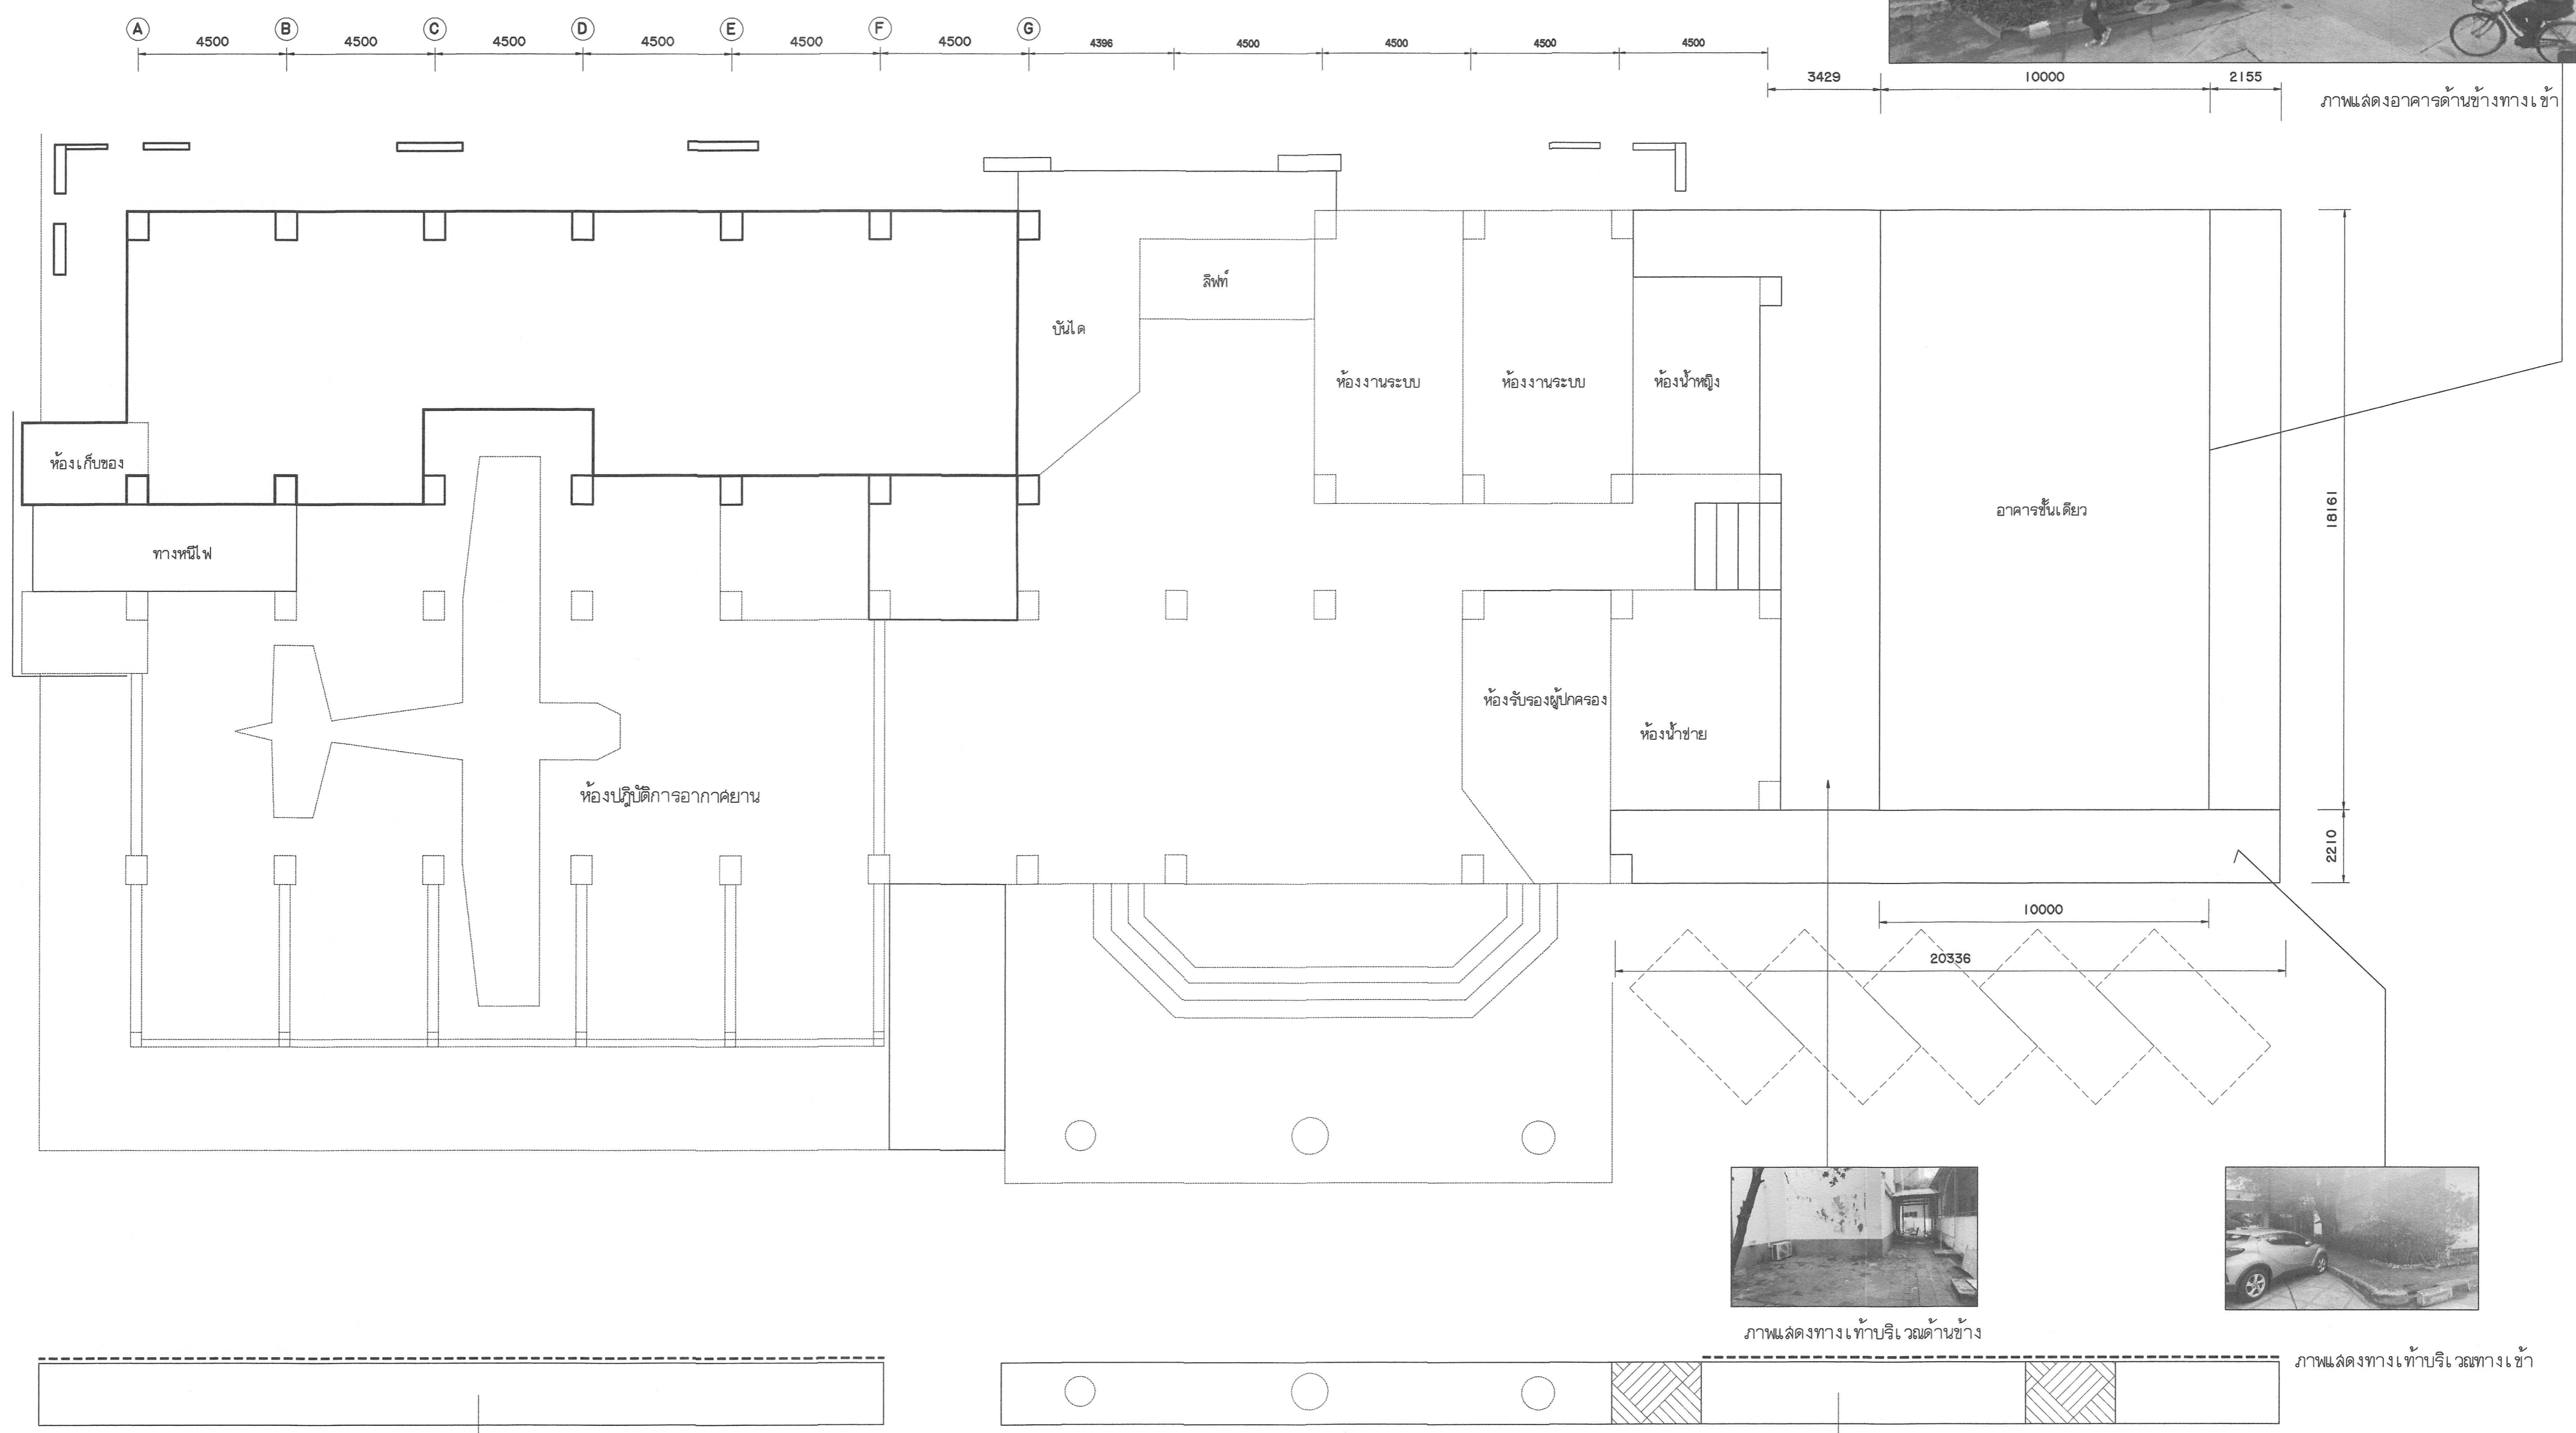 A B C D E F G
4500 4500 4500 4500 4500 4500 4396 4500 4500 4500 4500
3429 10000 2155
ภาพแสดงอาคารด้านข้างทางเข้า
ลิฟท์
บันได
ห้องงานระบบ ห้องงานระบบ ห้องน้ำหญิง
ห้องเก็บของ
อาคารชั้นเดียว
18161
ทางหนีไฟ
ห้องรับรองผู้ปกครอง
ห้องน้ำชาย
ห้องปฏิบัติการอากาศยาน
2210
10000
20336
ภาพแสดงทางเท้าบริเวณด้านข้าง
ภาพแสดงทางเท้าบริเวณทางเข้า